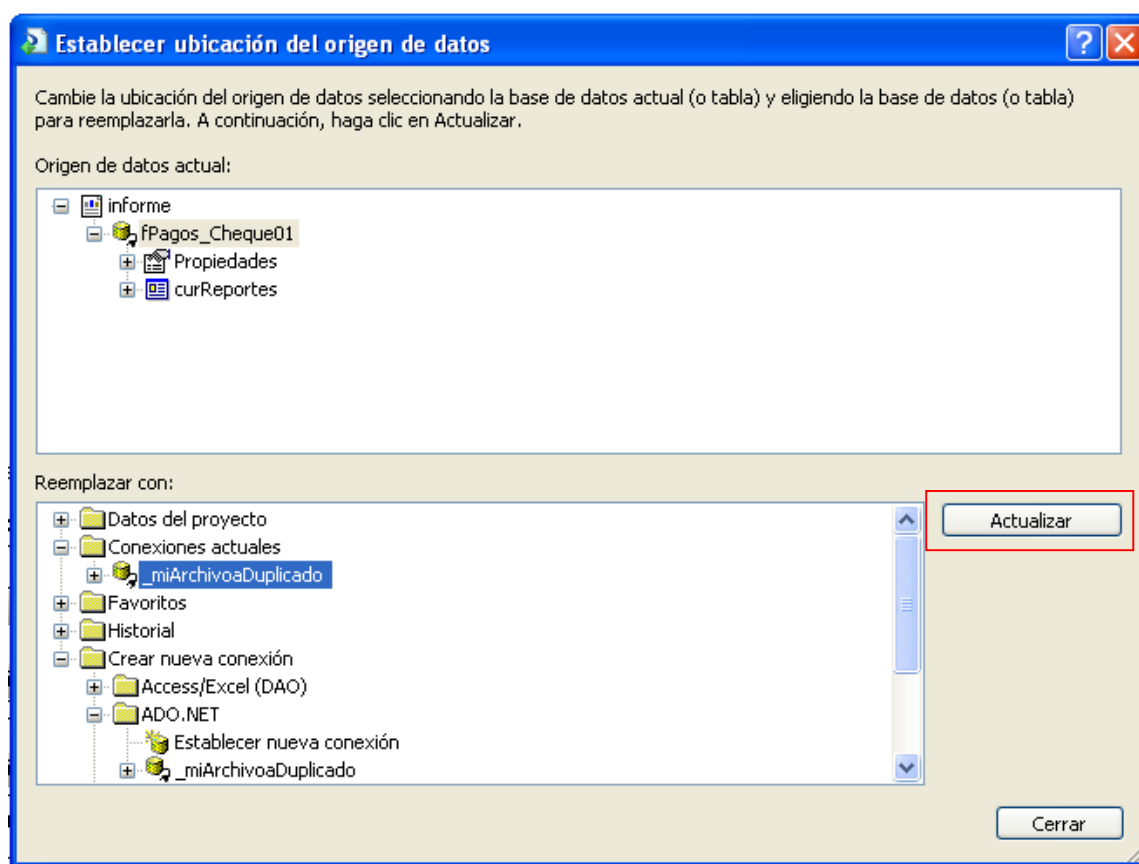 Establecer ubicación del origen de datos
Cambie la ubicación del origen de datos seleccionando la base de datos actual (o tabla) y eligiendo la base de datos (o tabla)
para reemplazarla. A continuación, haga clic en Actualizar.
Origen de datos actual:
informe
fPagos_Cheque01
Propiedades
curReportes
Reemplazar con:
Datos del proyecto
Actualizar
Conexiones actuales
_miArchivoaDuplicado
Favoritos
Historial
Crear nueva conexión
Access/Excel (DAO)
ADO.NET
Establecer nueva conexión
_miArchivoaDuplicado
Cerrar